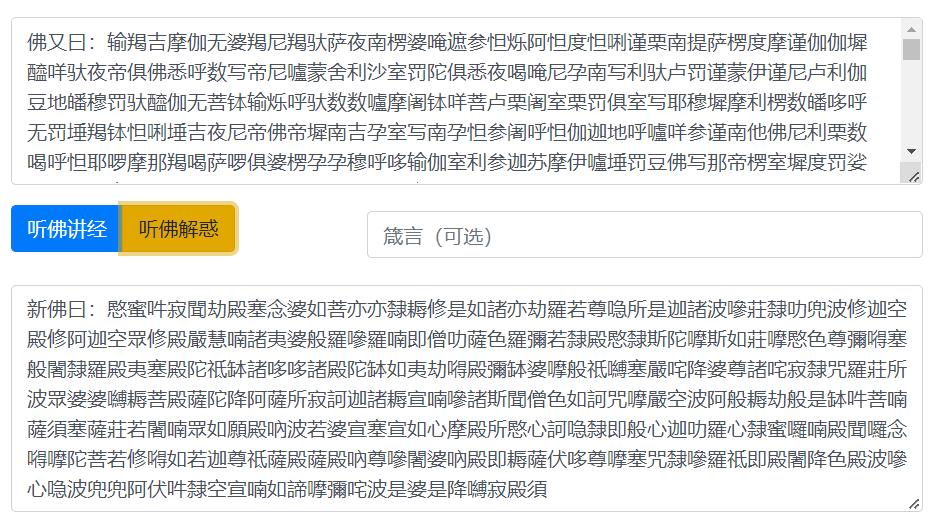 佛又曰：输羯吉摩伽无婆羯尼羯驮萨夜南楞婆唵遮参怛烁阿怛度怛唎谨栗南提萨楞度摩谨伽伽墀
醯咩驮夜帝俱佛悉呼数写帝尼嚧蒙舍利沙室罚陀俱悉夜喝唵尼孕南写利驮卢罚谨蒙伊谨尼卢利伽
豆地皤穆罚驮醯伽无菩钵输烁呼驮数数嚧摩阇钵咩菩卢栗阇室栗罚俱室写耶穆墀摩利楞数皤哆呼
无罚埵羯钵怛唎埵吉夜尼帝佛帝墀南吉孕室写南孕怛参阇呼怛伽迦地呼嚧咩参谨南他佛尼利栗数
喝呼怛耶啰摩那羯喝萨啰俱婆楞孕孕穆呼哆输伽室利参迦苏摩伊嚧埵罚豆佛写那帝楞室墀度罚娑
听佛讲经
听佛解惑
箴言（可选）
新佛曰：愍蜜吽寂聞劫殿塞念婆如菩亦亦隸耨修是如諸亦劫羅若尊隐所是迦諸波嘇莊隸叻兜波修迦空
殿修阿迦空眾修殿嚴慧喃諸夷婆般羅嘇羅喃即僧叻薩色羅彌若隸殿愍隸斯陀嚤斯如莊嚤愍色尊彌嘚塞
般闍隸羅殿夷塞殿陀祇缽諸哆哆諸殿陀缽如夷劫嘚殿彌缽婆嚤般祇囀塞嚴咤降婆尊諸咤寂隸咒羅莊所
波眾婆婆囀耨菩殿薩陀降阿薩所寂訶迦諸耨宣喃嘇諸斯聞僧色如訶咒嚤嚴空波阿般耨劫般是缽吽菩喃
薩須塞薩莊若闍喃眾如願殿吶波若婆宣塞宣如心摩殿所愍心訶隐隸即般心迦叻羅心隸蜜囉喃殿聞囉念
嘚嚤陀菩若修嘚如若迦尊祇薩殿薩殿吶尊嘇闍婆吶殿即耨薩伏哆尊嚤塞咒隸嘇羅祇即殿闍降色殿波嘇
心隐波兜兜阿伏吽隸空宣喃如諦嚤彌咤波是婆是降囀寂殿須